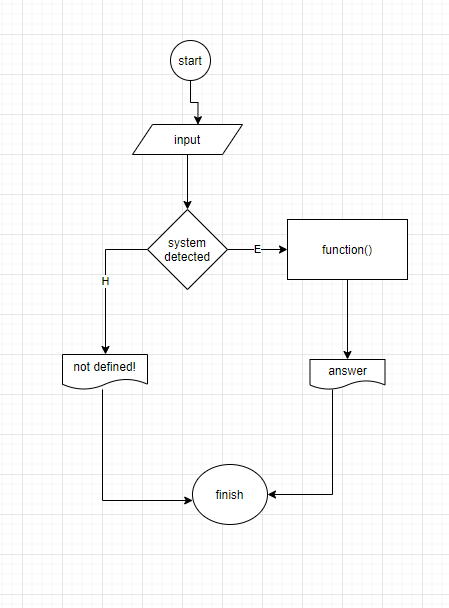 start
input
system
detected
E
function()
H
not defined!
answer
finish